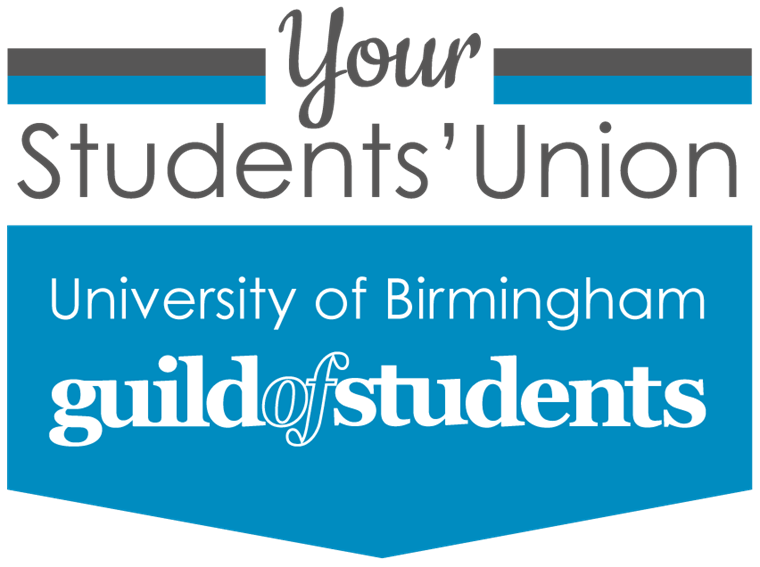 Your
Students' Union
University of Birmingham
guildofstudents